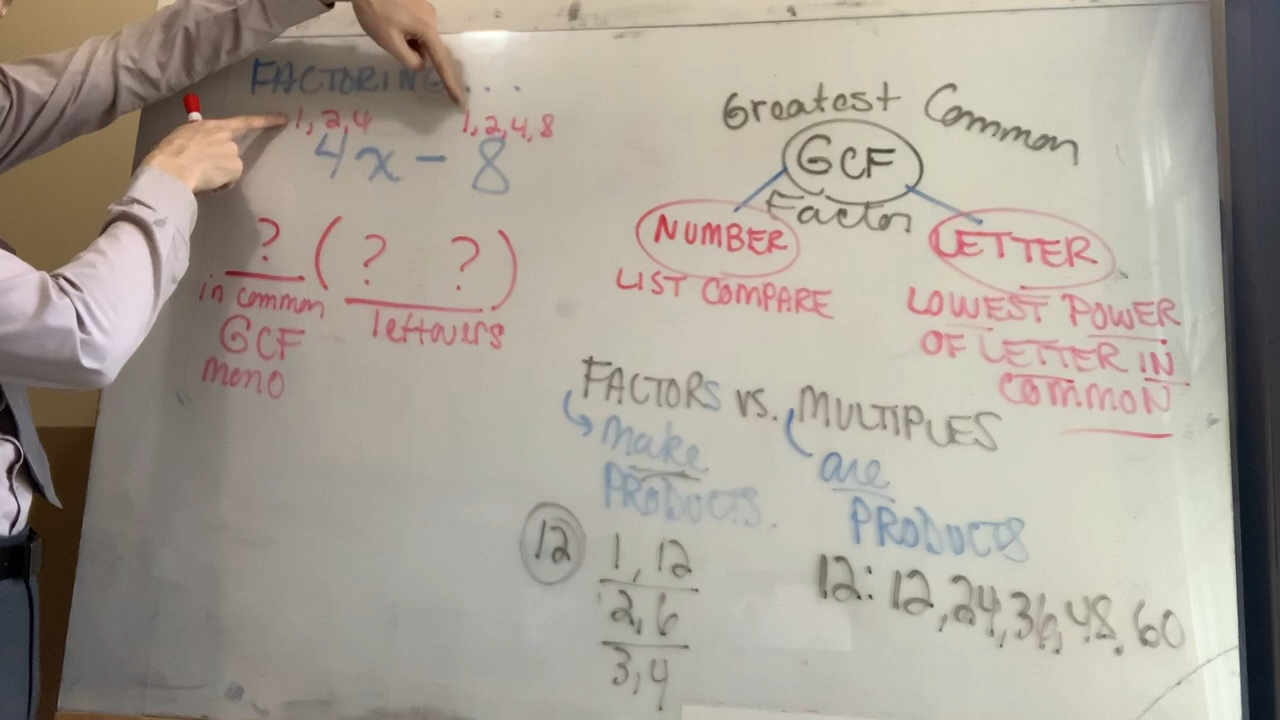 FACTORING...
1,2,4 1,2,4,8
4x - 8
? ( ? ? )
in common leftovers
GCF
mono
Greatest Common
GCF
Factor
NUMBER LETTER
LIST COMPARE
LOWEST POWER
OF LETTER IN
COMMON
FACTORS vs. MULTIPLES
make
PRODUCTS.
are
PRODUCTS
12 1, 12
2, 6
3, 4
12: 12, 24, 36, 48, 60